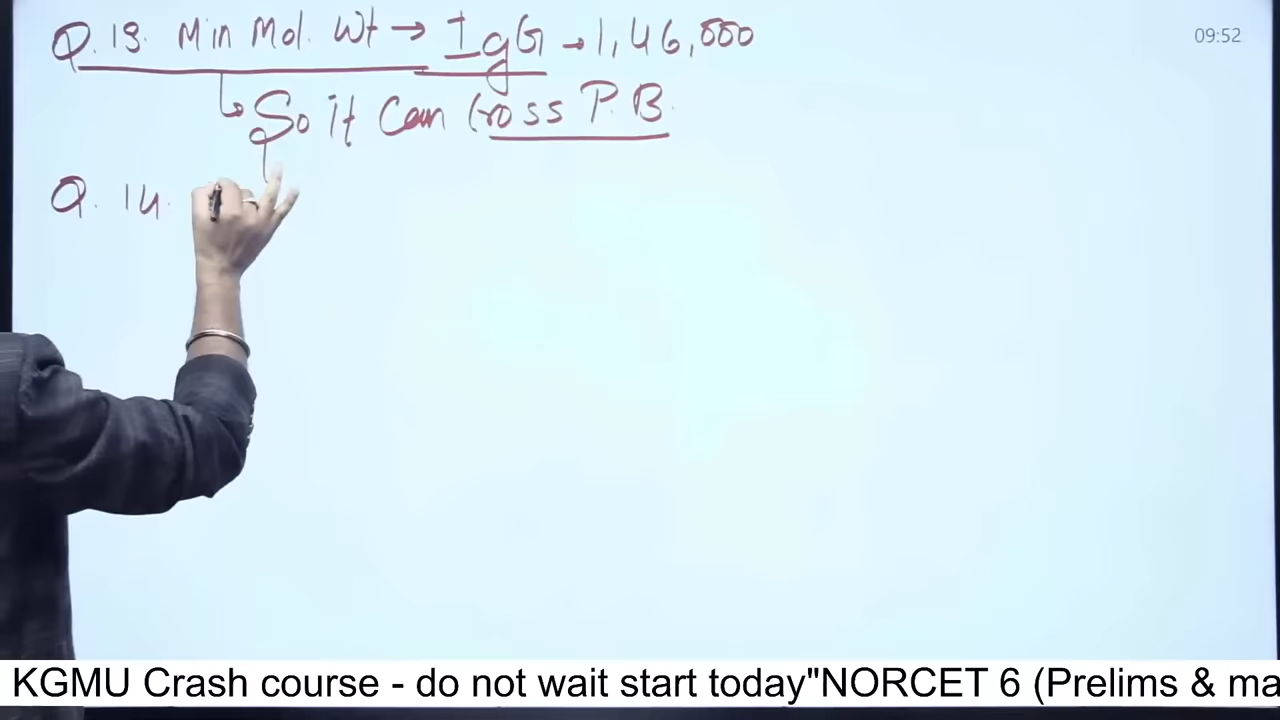 Q.13. Min Mol. Wt → IgG → 1,46,000
09:52
So it Can Cross P.B.
Q. 14.
KGMU Crash course - do not wait start today"NORCET 6 (Prelims & ma